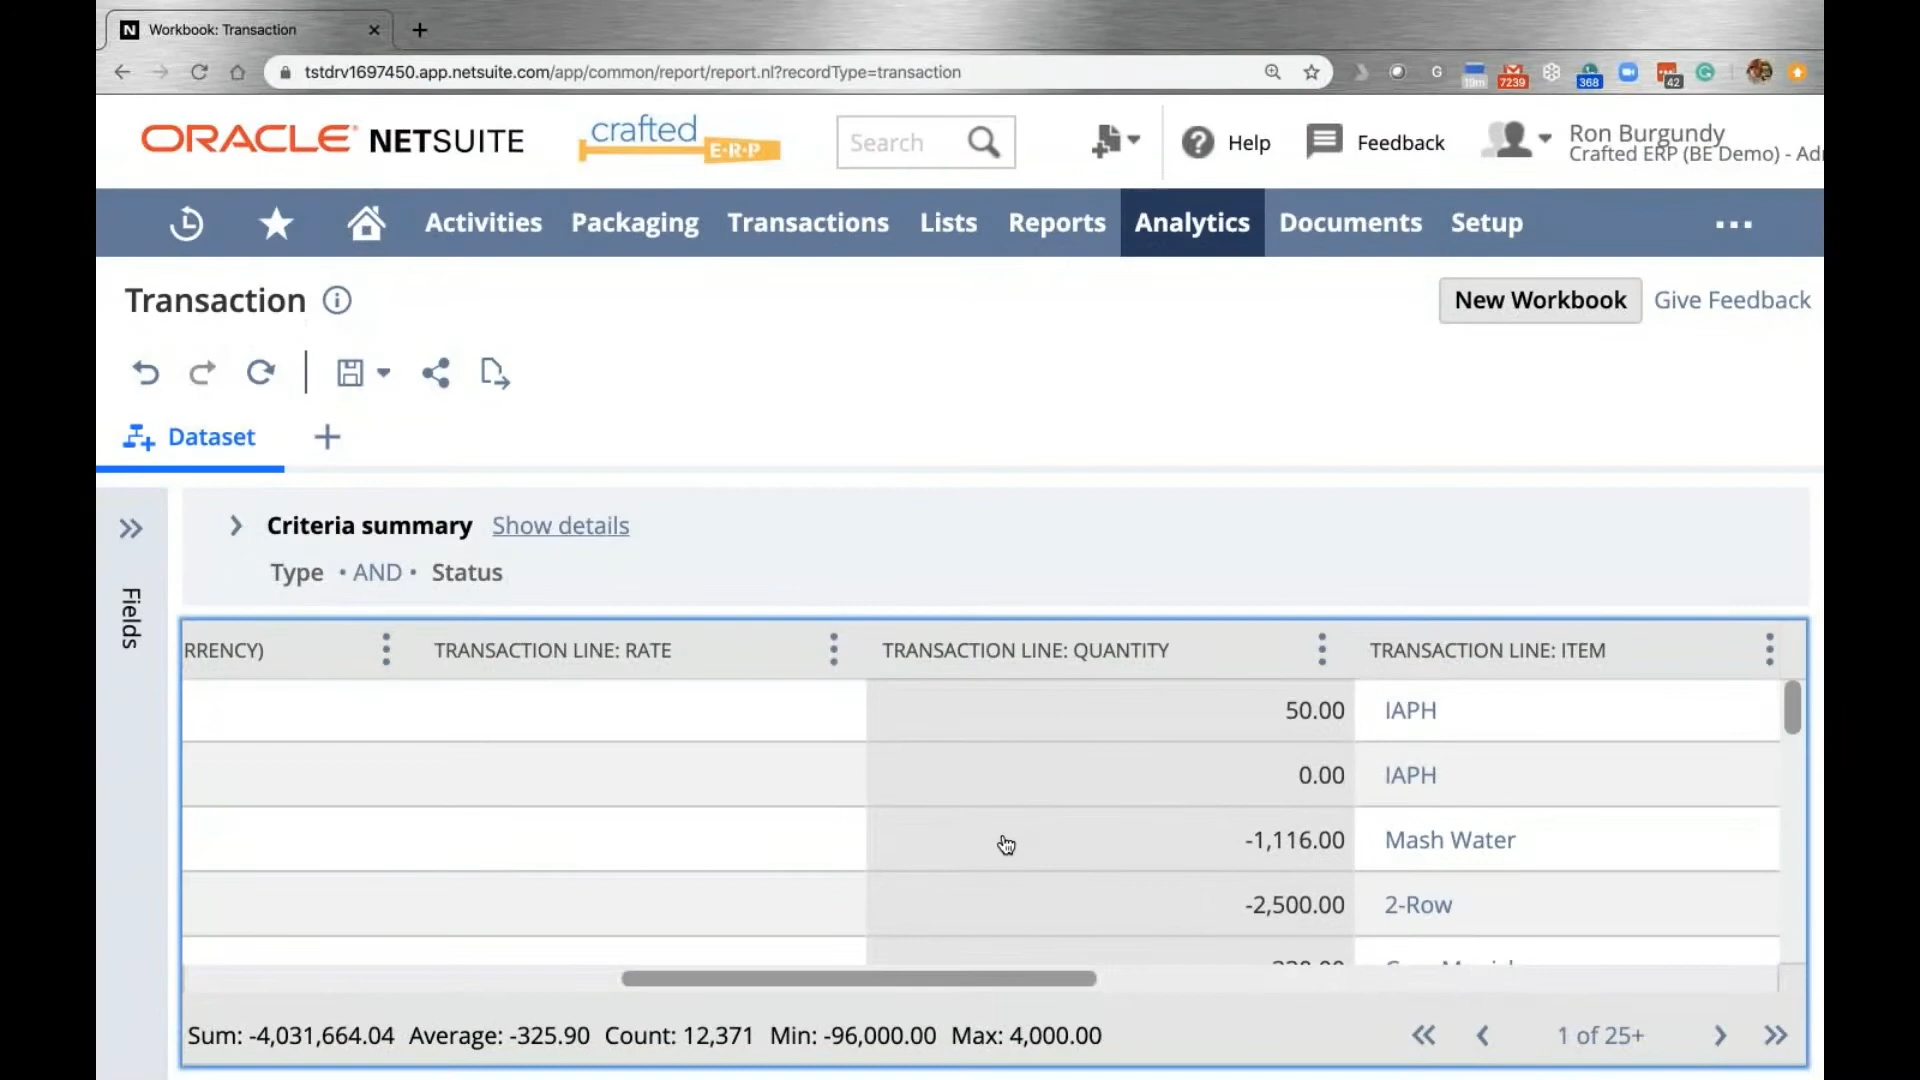 Workbook: Transaction
tstdrv1697450.app.netsuite.com/app/common/report/report.nl?recordType=transaction
G
19m
7239
368
42
ORACLE NETSUITE
crafted
E·R·P
Search
Help
Feedback
Ron Burgundy
Crafted ERP (BE Demo) - Ad
Activities Packaging Transactions Lists Reports Analytics Documents Setup
Transaction
New Workbook
Give Feedback
Dataset
Criteria summary Show details
Type • AND • Status
Fields
RRENCY) TRANSACTION LINE: RATE TRANSACTION LINE: QUANTITY TRANSACTION LINE: ITEM
50.00 IAPH
0.00 IAPH
-1,116.00 Mash Water
-2,500.00 2-Row
Sum: -4,031,664.04 Average: -325.90 Count: 12,371 Min: -96,000.00 Max: 4,000.00
1 of 25+